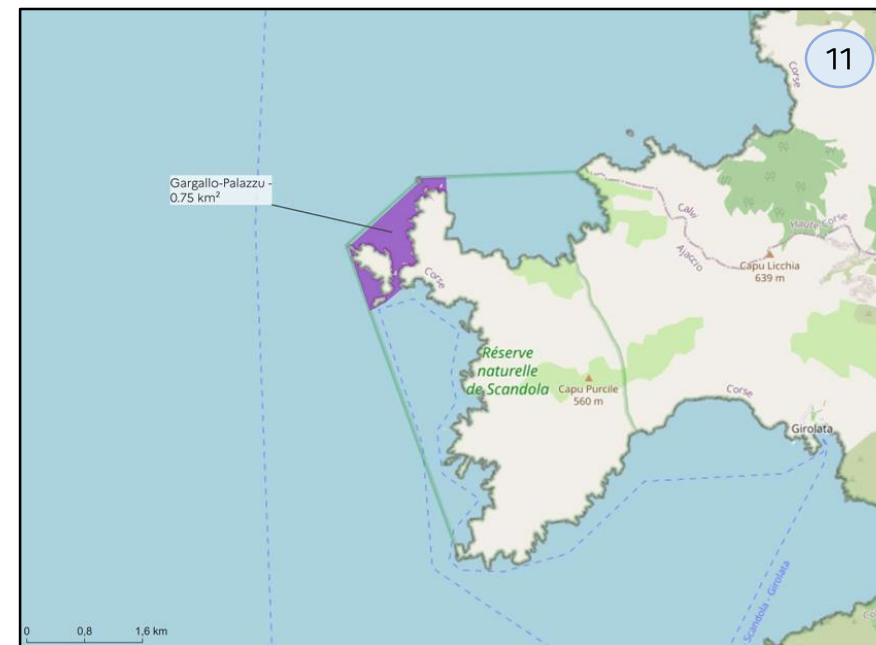 11
Corse
Gargallo-Palazzu -
0.75 km²
Calvi
Ajaccio
Haute Corse
Capu Licchia
639 m
Corse
Réserve
naturelle
de Scandola
Capu Purcile
560 m
Corse
Girolata
Scandola - Girolata
0 0,8 1,6 km